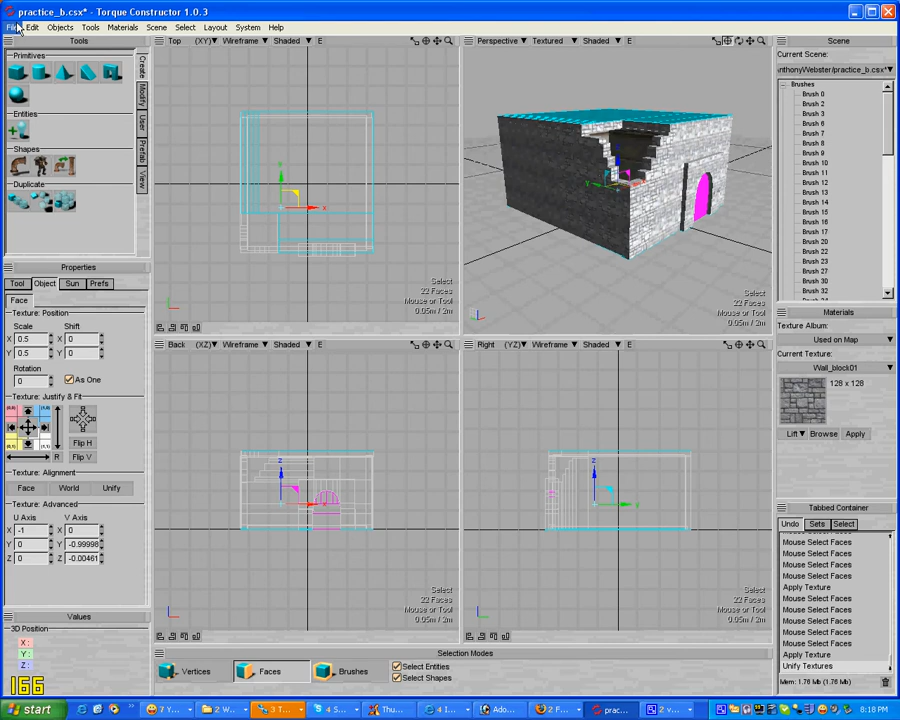 practice_b.csx* - Torque Constructor 1.0.3
File Edit Objects Tools Materials Scene Select Layout System Help
Tools
Primitives
Entities
Shapes
Duplicate
Create
Modify
User
Prefab
View
Properties
Tool Object Sun Prefs
Face
Texture: Position
Scale Shift
X 0.5 X 0
Y 0.5 Y 0
Rotation
0 As One
Texture: Justify & Fit
Flip H
R Flip V
Texture: Alignment
Face World Unify
Texture: Advanced
U Axis V Axis
X -1 X 0
Y 0 Y -0.99998
Z 0 Z -0.00461
Values
3D Position
X:
Y:
Z:
166
Top (XY) Wireframe Shaded E
Select
22 Faces
Mouse or Tool
0.05m / 2m
Perspective Textured Shaded E
Select
22 Faces
Mouse or Tool
0.05m / 2m
Back (XZ) Wireframe Shaded E
Select
22 Faces
Mouse or Tool
0.05m / 2m
Right (YZ) Wireframe Shaded E
Select
22 Faces
Mouse or Tool
0.05m / 2m
Selection Modes
Vertices Faces Brushes
Select Entities
Select Shapes
Scene
Current Scene:
nthonyWebster/practice_b.csx*
Brushes
Brush 0
Brush 2
Brush 3
Brush 6
Brush 7
Brush 8
Brush 9
Brush 10
Brush 11
Brush 12
Brush 13
Brush 14
Brush 15
Brush 16
Brush 17
Brush 20
Brush 22
Brush 23
Brush 27
Brush 30
Brush 32
Materials
Texture Album:
Used on Map
Current Texture:
Wall_block01
128 x 128
Lift Browse Apply
Tabbed Container
Undo Sets Select
Mouse Select Faces
Mouse Select Faces
Mouse Select Faces
Mouse Select Faces
Apply Texture
Mouse Select Faces
Mouse Select Faces
Mouse Select Faces
Mouse Select Faces
Mouse Select Faces
Apply Texture
Unify Textures
Mem: 1.76 Mb (1.76 Mb)
start 7 Y... 2 W... 3 T... 4 S... Thu... 4 I... Ado... 2 F... prac... 2 v... 8:18 PM